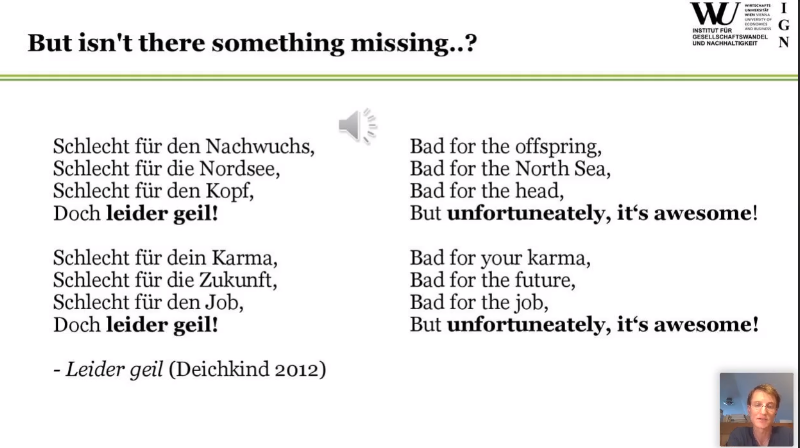 But isn't there something missing..?
WU
WIRTSCHAFTS
UNIVERSITÄT
WIEN VIENNA
UNIVERSITY OF
ECONOMICS
AND BUSINESS
INSTITUT FÜR
GESELLSCHAFTSWANDEL
UND NACHHALTIGKEIT
I
G
N
Schlecht für den Nachwuchs,
Schlecht für die Nordsee,
Schlecht für den Kopf,
Doch leider geil!
Schlecht für dein Karma,
Schlecht für die Zukunft,
Schlecht für den Job,
Doch leider geil!
- Leider geil (Deichkind 2012)
Bad for the offspring,
Bad for the North Sea,
Bad for the head,
But unfortuneately, it‘s awesome!
Bad for your karma,
Bad for the future,
Bad for the job,
But unfortuneately, it‘s awesome!